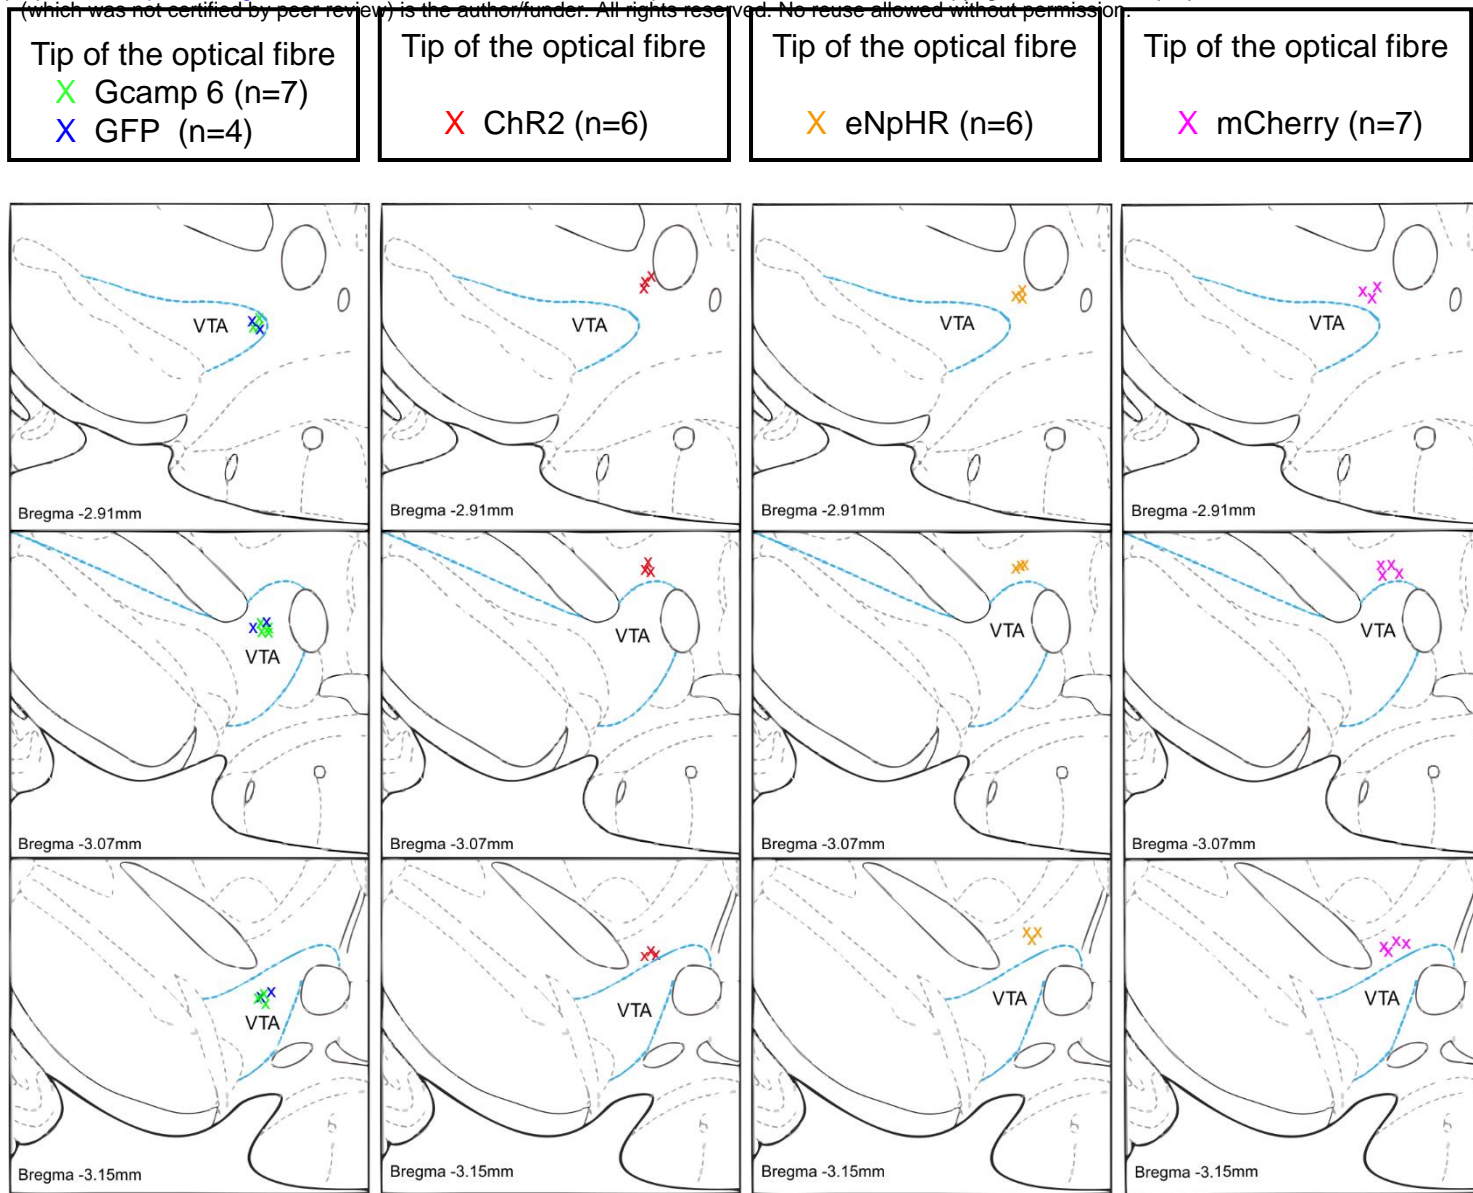 (which was not certified by peer review) is the author/funder. All rights reserved. No reuse allowed without permission.
Tip of the optical fibre
X Gcamp 6 (n=7)
X GFP (n=4)
Tip of the optical fibre
X ChR2 (n=6)
Tip of the optical fibre
X eNpHR (n=6)
Tip of the optical fibre
X mCherry (n=7)
VTA
VTA
VTA
VTA
Bregma -2.91mm
Bregma -2.91mm
Bregma -2.91mm
Bregma -2.91mm
VTA
VTA
VTA
VTA
Bregma -3.07mm
Bregma -3.07mm
Bregma -3.07mm
Bregma -3.07mm
VTA
VTA
VTA
VTA
Bregma -3.15mm
Bregma -3.15mm
Bregma -3.15mm
Bregma -3.15mm